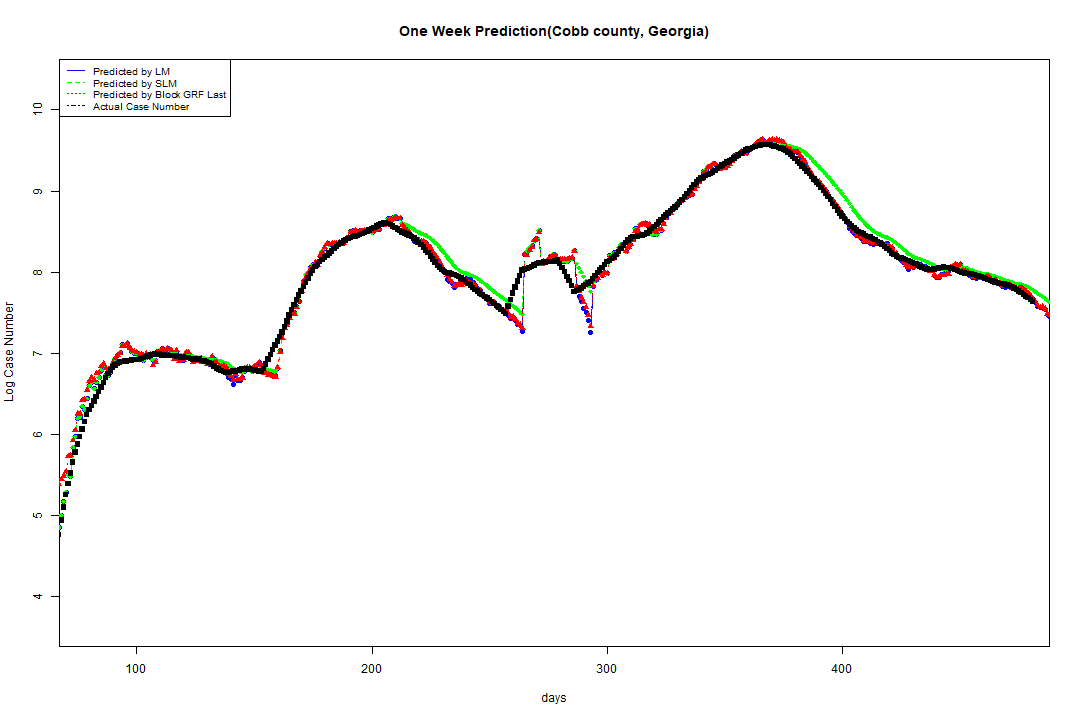 One Week Prediction(Cobb county, Georgia)
Predicted by LM
Predicted by SLM
Predicted by Block GRF Last
Actual Case Number
10
9
8
7
6
5
4
Log Case Number
100 200 300 400
days